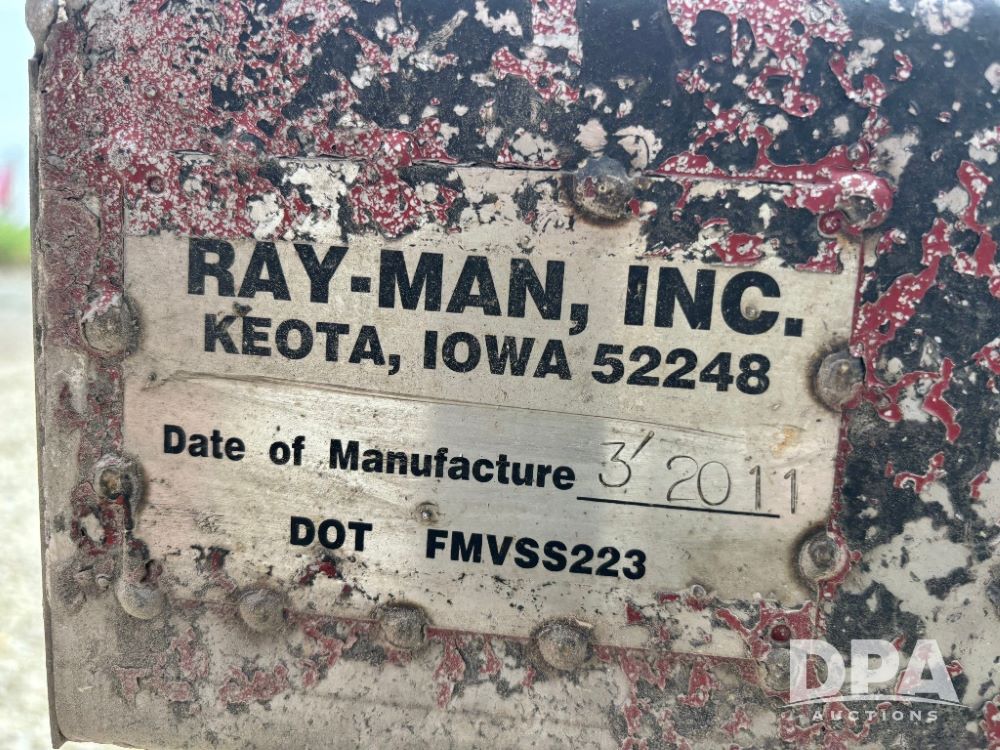 RAY-MAN, INC.
KEOTA, IOWA 52248
Date of Manufacture 3' 2011
DOT FMVSS223
DPA
AUCTIONS